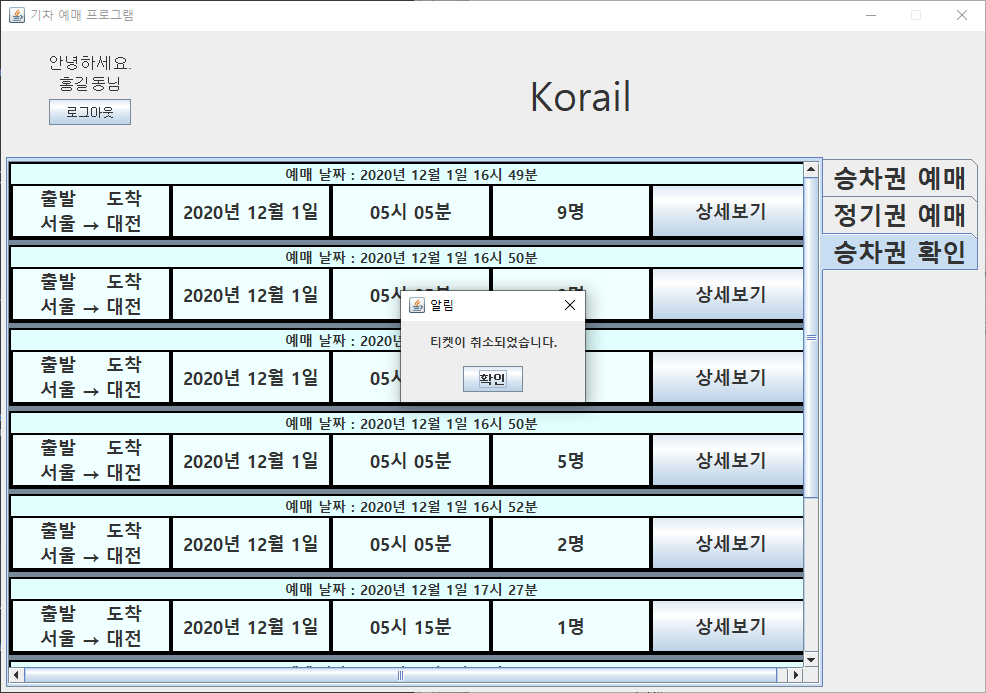 기차 예매 프로그램
안녕하세요.
홍길동님
로그아웃
Korail
승차권 예매
정기권 예매
승차권 확인
예매 날짜 : 2020년 12월 1일 16시 49분
출발 도착
서울 → 대전
2020년 12월 1일
05시 05분
9명
상세보기
예매 날짜 : 2020년 12월 1일 16시 50분
출발 도착
서울 → 대전
2020년 12월 1일
05
상세보기
예매 날짜 : 2020년
출발 도착
서울 → 대전
2020년 12월 1일
05시
상세보기
알림
티켓이 취소되었습니다.
확인
예매 날짜 : 2020년 12월 1일 16시 50분
출발 도착
서울 → 대전
2020년 12월 1일
05시 05분
5명
상세보기
예매 날짜 : 2020년 12월 1일 16시 52분
출발 도착
서울 → 대전
2020년 12월 1일
05시 05분
2명
상세보기
예매 날짜 : 2020년 12월 1일 17시 27분
출발 도착
서울 → 대전
2020년 12월 1일
05시 15분
1명
상세보기